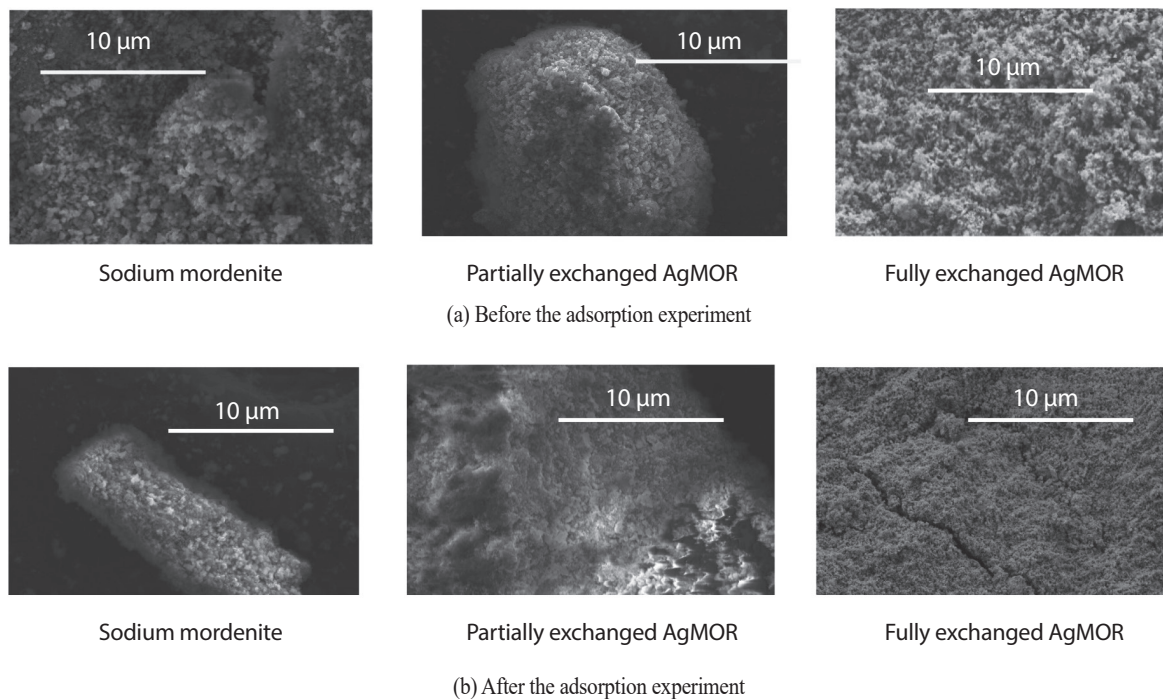 10 μm
10 μm
10 μm
Sodium mordenite
Partially exchanged AgMOR
Fully exchanged AgMOR
(a) Before the adsorption experiment
10 μm
10 μm
10 μm
Sodium mordenite
Partially exchanged AgMOR
Fully exchanged AgMOR
(b) After the adsorption experiment